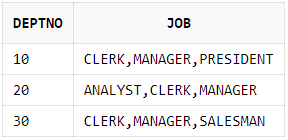 DEPTNO JOB
10 CLERK,MANAGER,PRESIDENT
20 ANALYST,CLERK,MANAGER
30 CLERK,MANAGER,SALESMAN